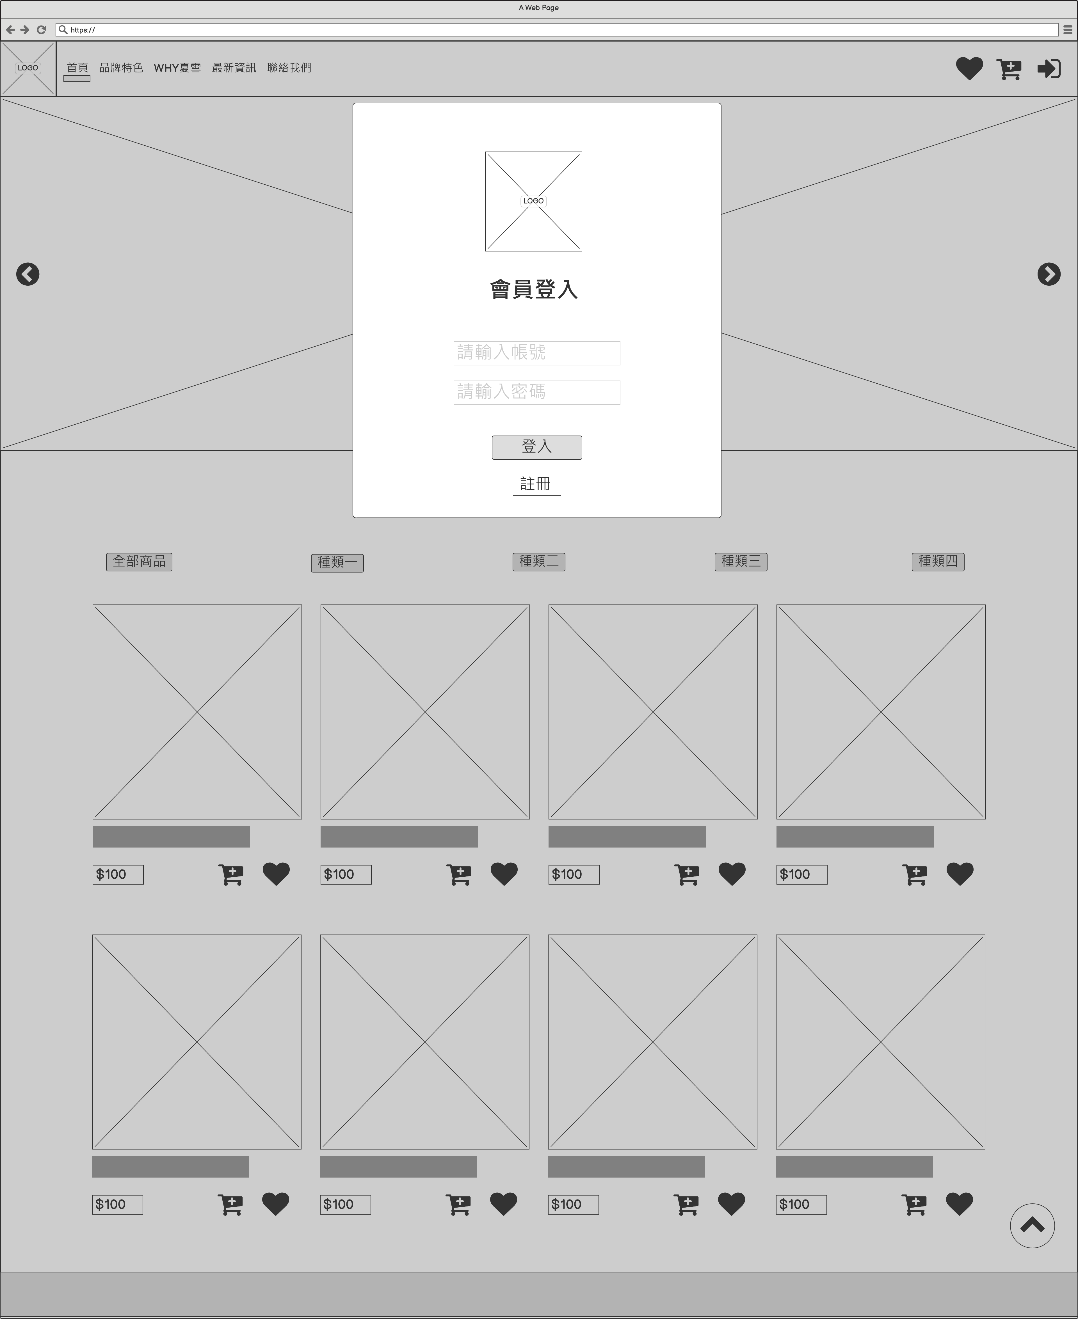 A Web Page
https://
LOGO
首頁 品牌特色 WHY夏雪 最新資訊 聯絡我們
LOGO
會員登入
請輸入帳號
請輸入密碼
登入
註冊
全部商品 種類一 種類二 種類三 種類四
$100 $100 $100 $100
$100 $100 $100 $100